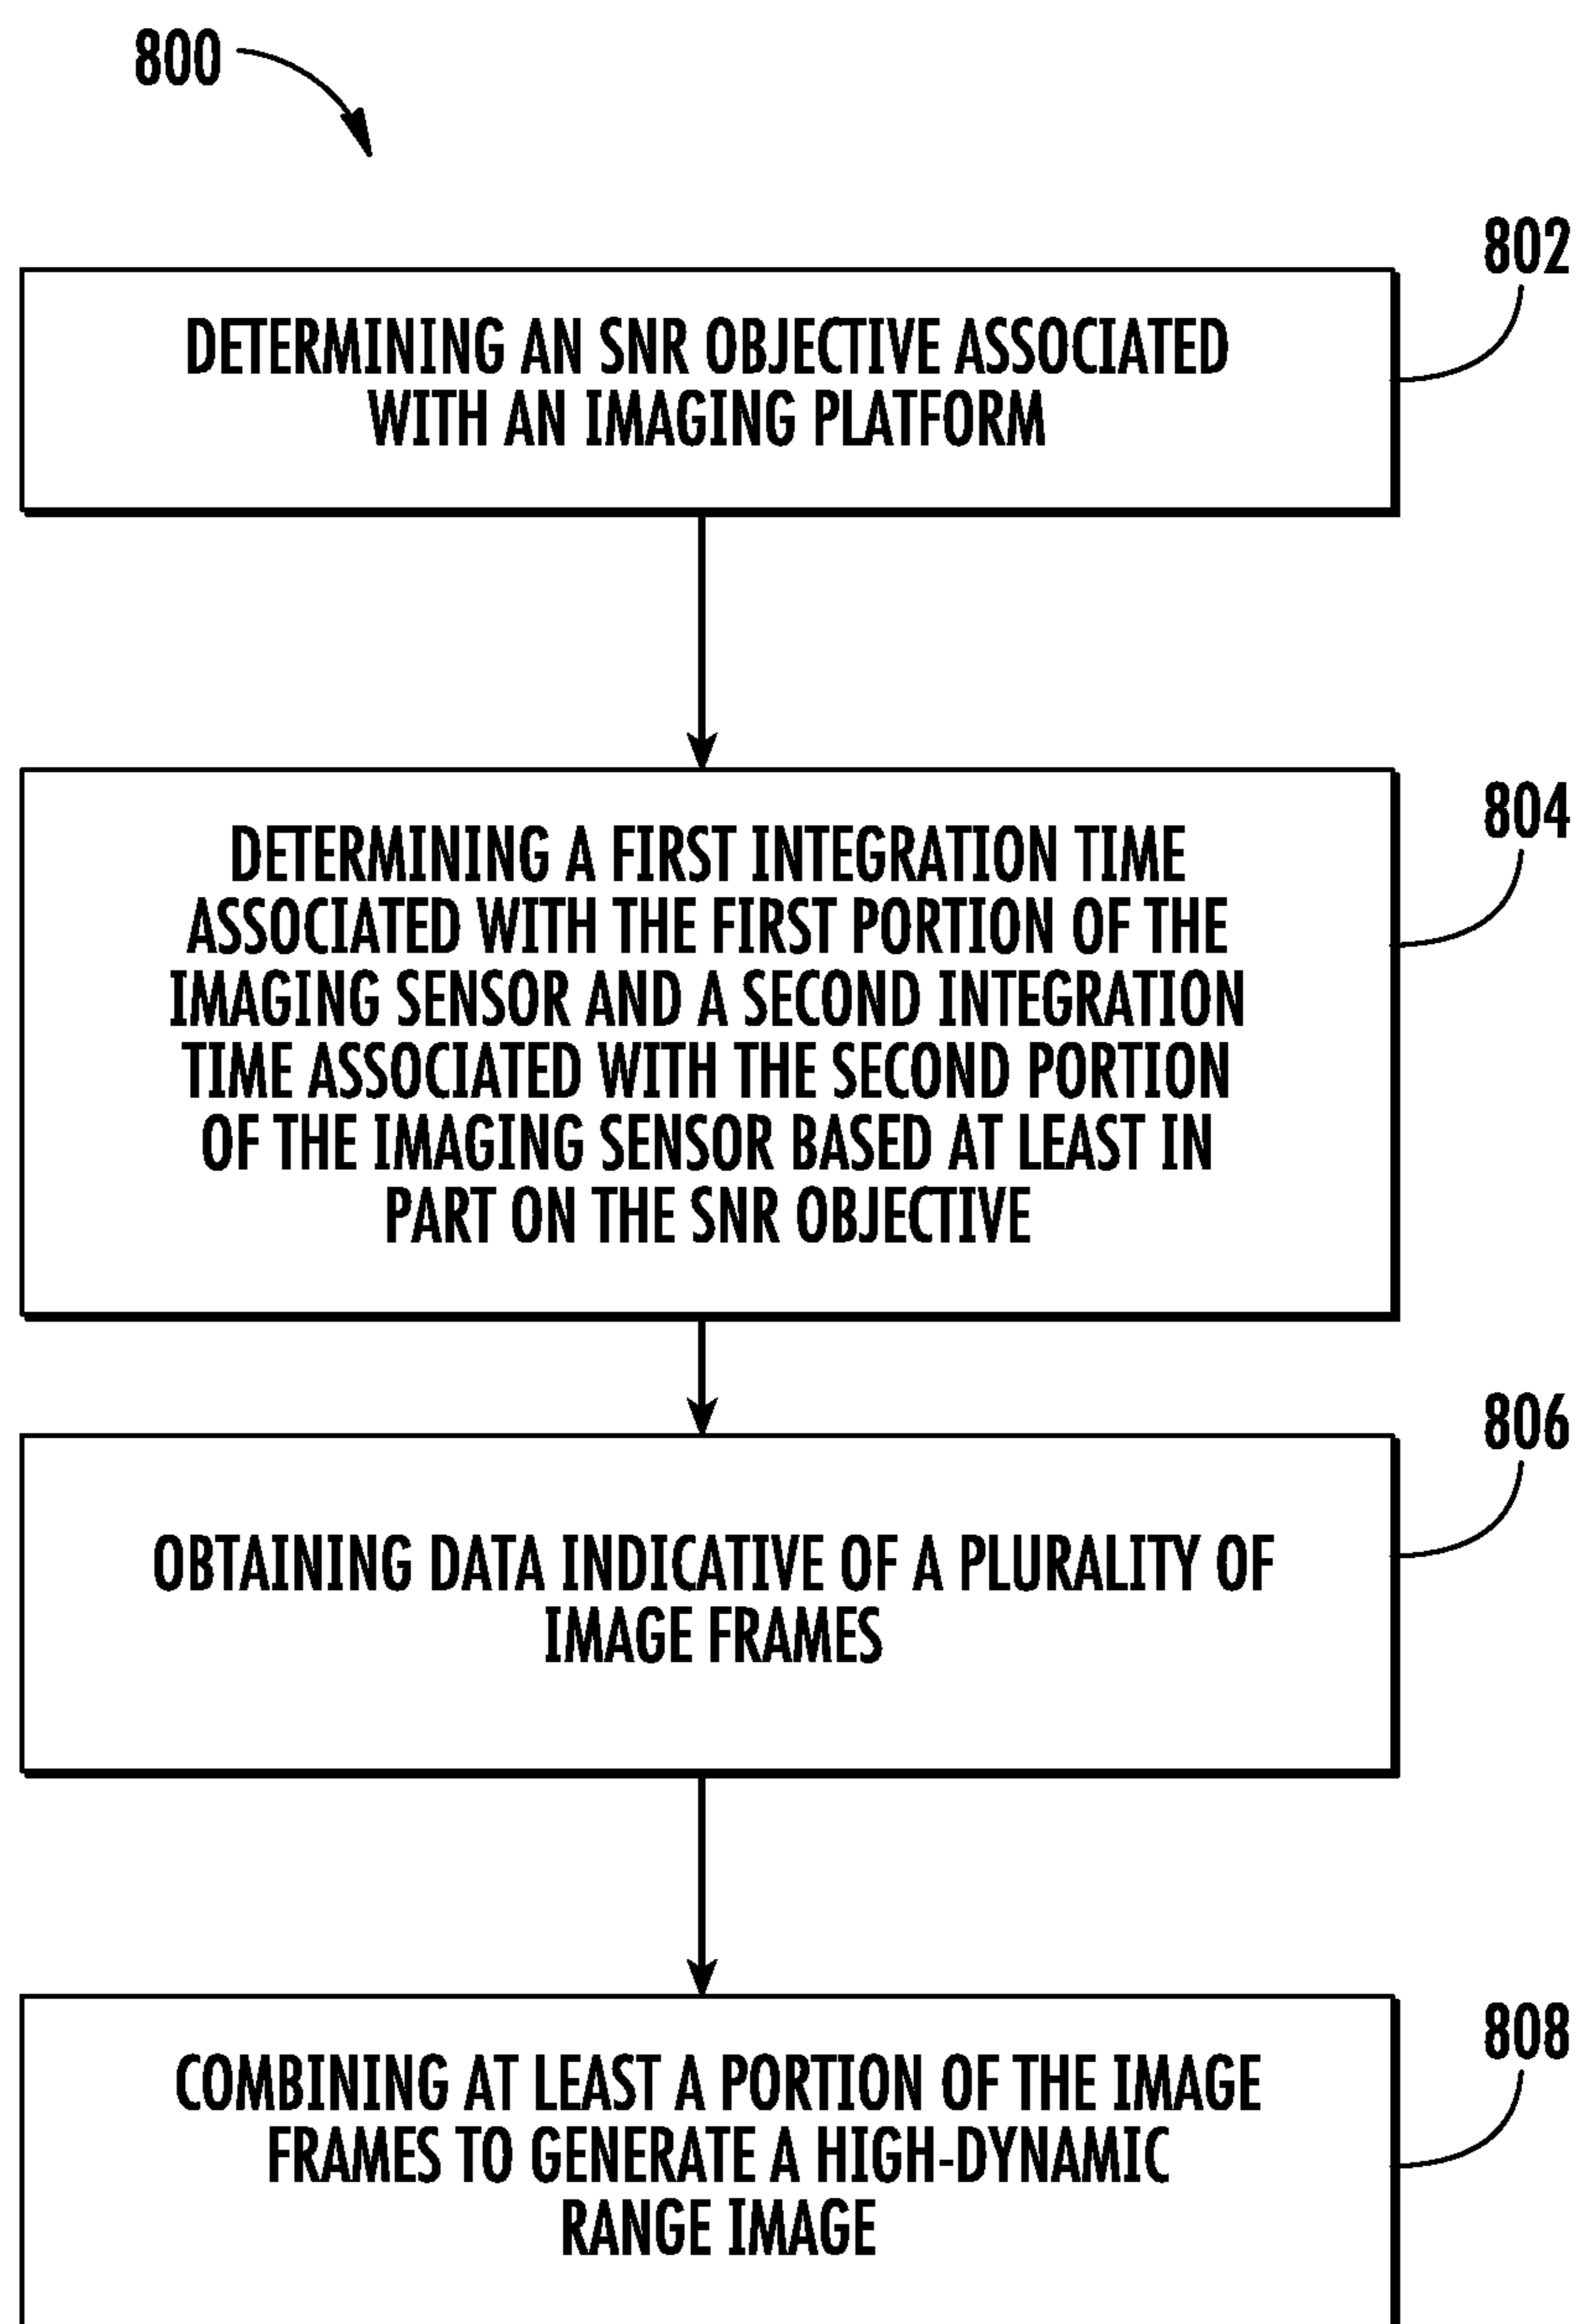 800
802
DETERMINING AN SNR OBJECTIVE ASSOCIATED
WITH AN IMAGING PLATFORM
804
DETERMINING A FIRST INTEGRATION TIME
ASSOCIATED WITH THE FIRST PORTION OF THE
IMAGING SENSOR AND A SECOND INTEGRATION
TIME ASSOCIATED WITH THE SECOND PORTION
OF THE IMAGING SENSOR BASED AT LEAST IN
PART ON THE SNR OBJECTIVE
806
OBTAINING DATA INDICATIVE OF A PLURALITY OF
IMAGE FRAMES
808
COMBINING AT LEAST A PORTION OF THE IMAGE
FRAMES TO GENERATE A HIGH-DYNAMIC
RANGE IMAGE